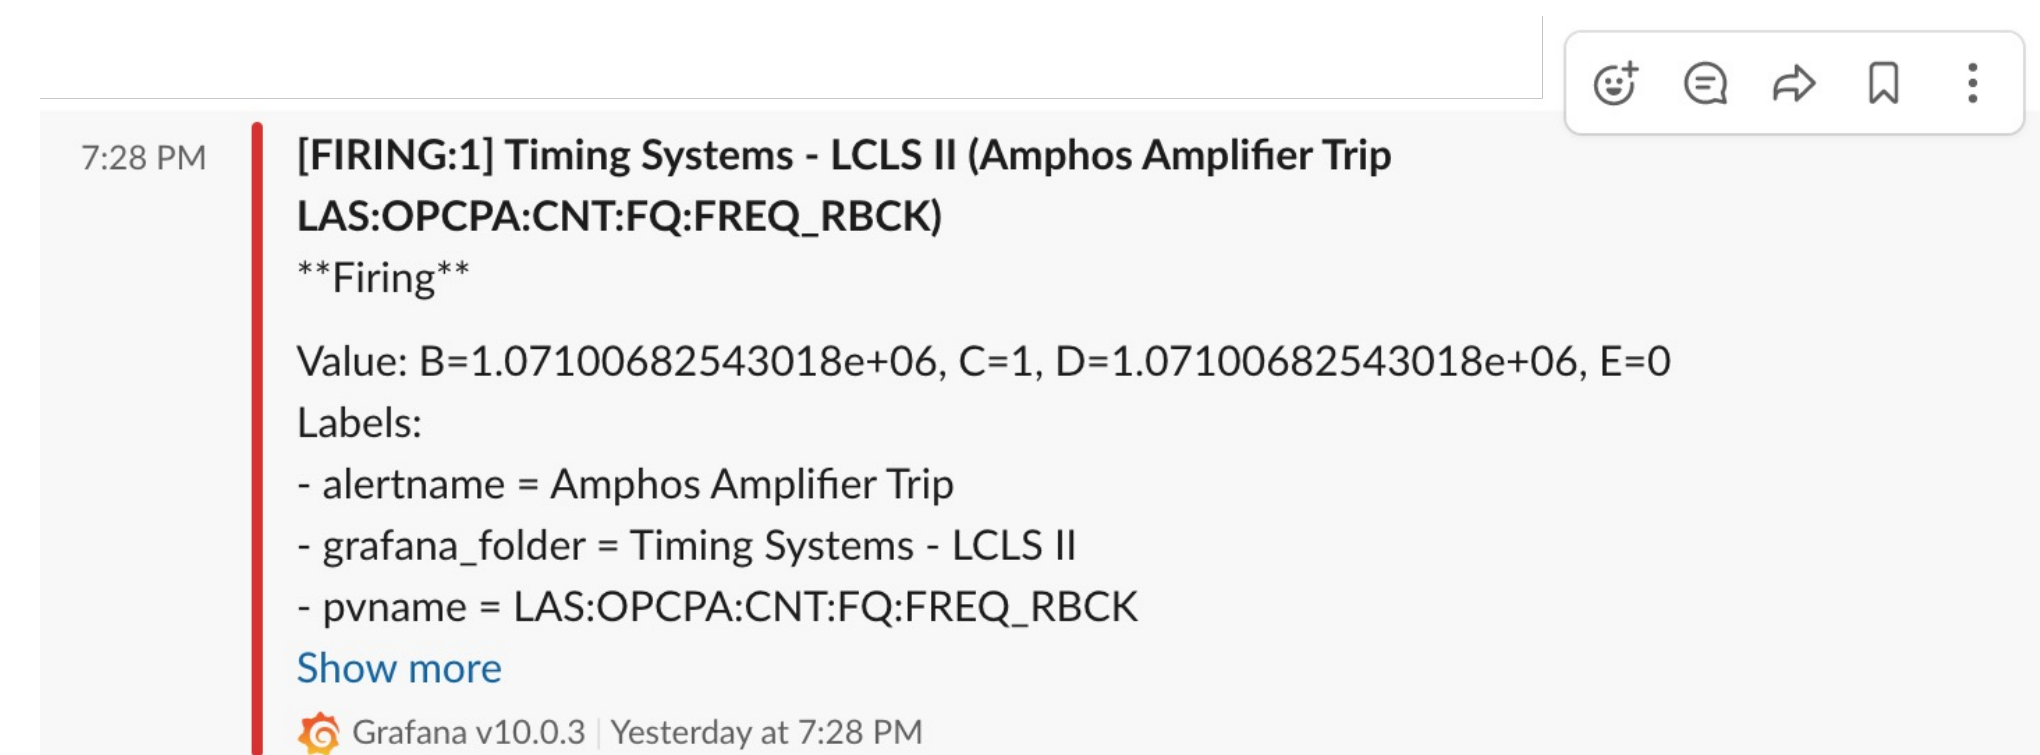 7:28 PM
[FIRING:1] Timing Systems - LCLS II (Amphos Amplifier Trip
LAS:OPCPA:CNT:FQ:FREQ_RBCK)
**Firing**
Value: B=1.07100682543018e+06, C=1, D=1.07100682543018e+06, E=0
Labels:
- alertname = Amphos Amplifier Trip
- grafana_folder = Timing Systems - LCLS II
- pvname = LAS:OPCPA:CNT:FQ:FREQ_RBCK
Show more
Grafana v10.0.3 | Yesterday at 7:28 PM